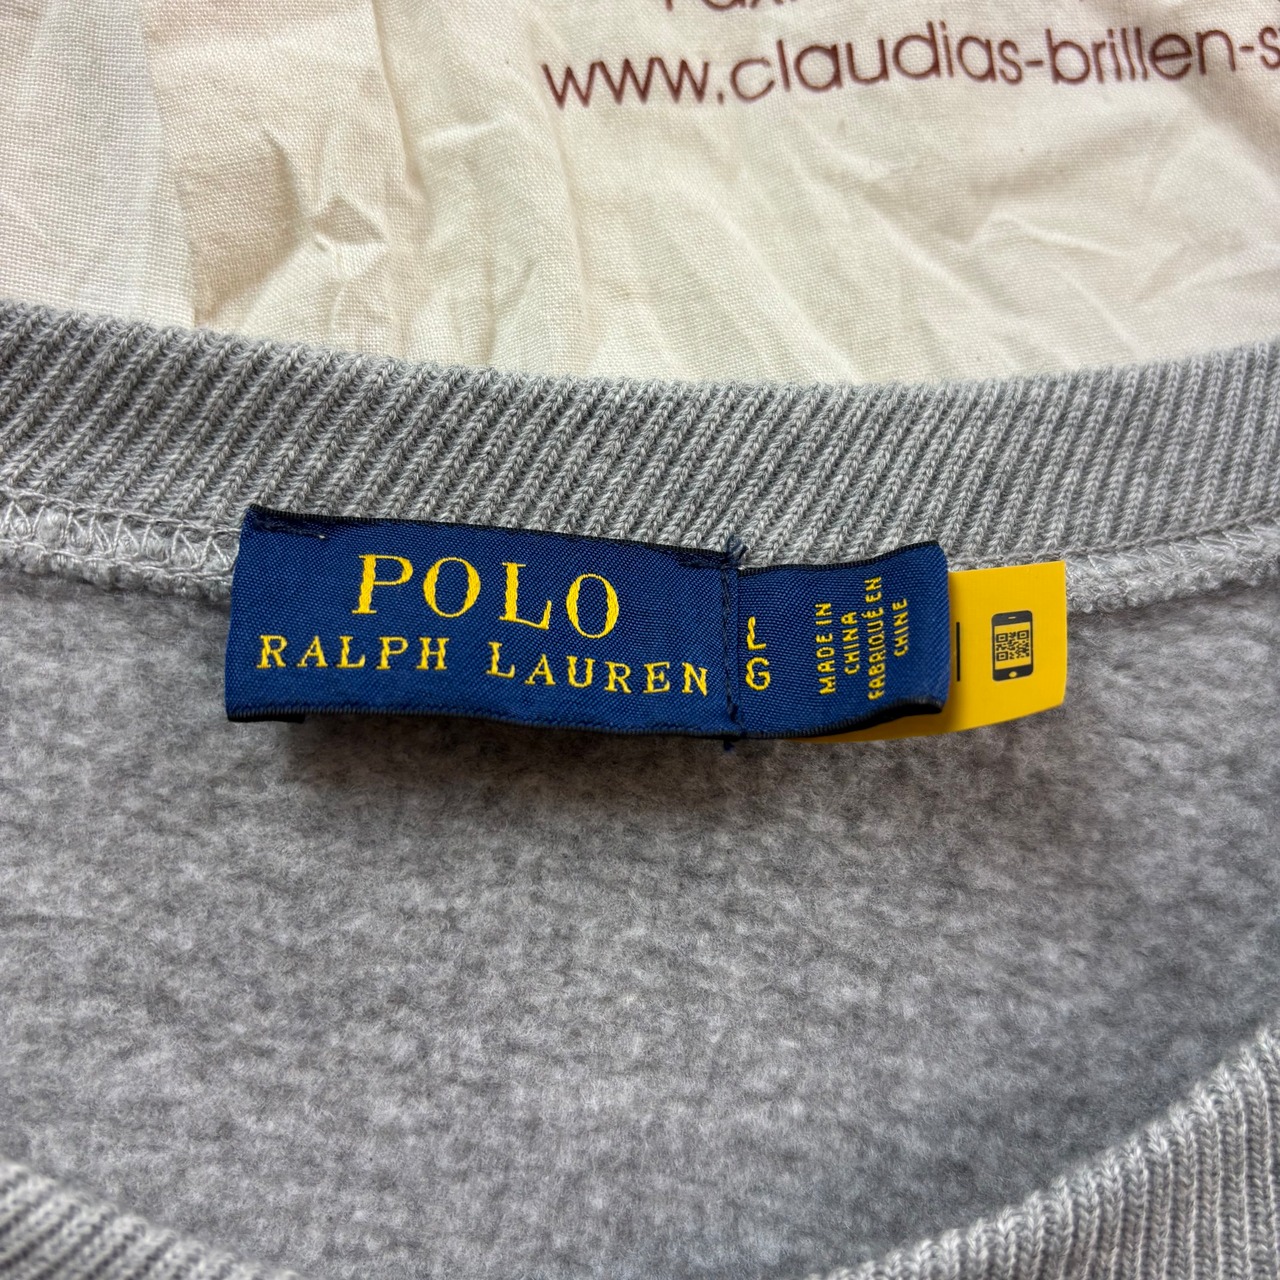 www.claudias-brillen-s
POLO
RALPH LAUREN
L
G
MADE IN
CHINA
FABRIQUÉ EN
CHINE